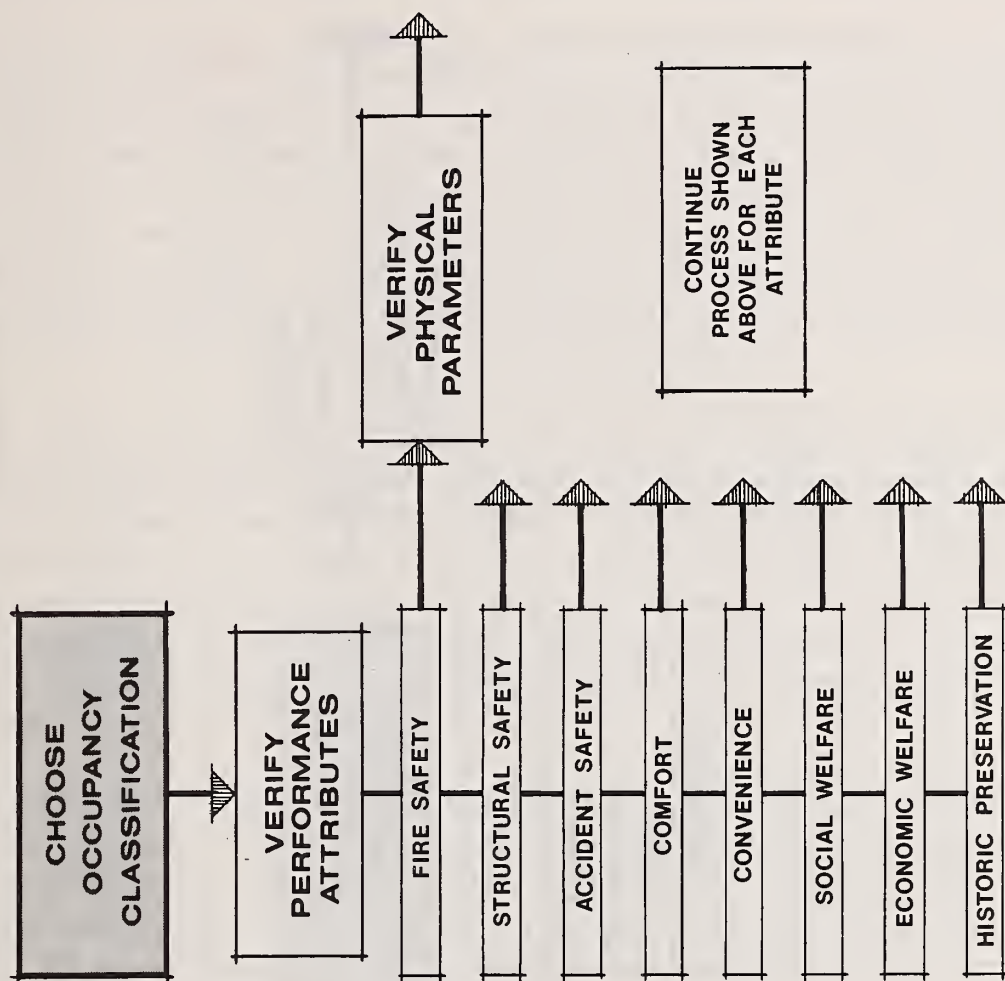 CHOOSE
OCCUPANCY
CLASSIFICATION
VERIFY
PERFORMANCE
ATTRIBUTES
FIRE SAFETY
VERIFY
PHYSICAL
PARAMETERS
STRUCTURAL SAFETY
ACCIDENT SAFETY
COMFORT
CONVENIENCE
SOCIAL WELFARE
ECONOMIC WELFARE
HISTORIC PRESERVATION
CONTINUE
PROCESS SHOWN
ABOVE FOR EACH
ATTRIBUTE